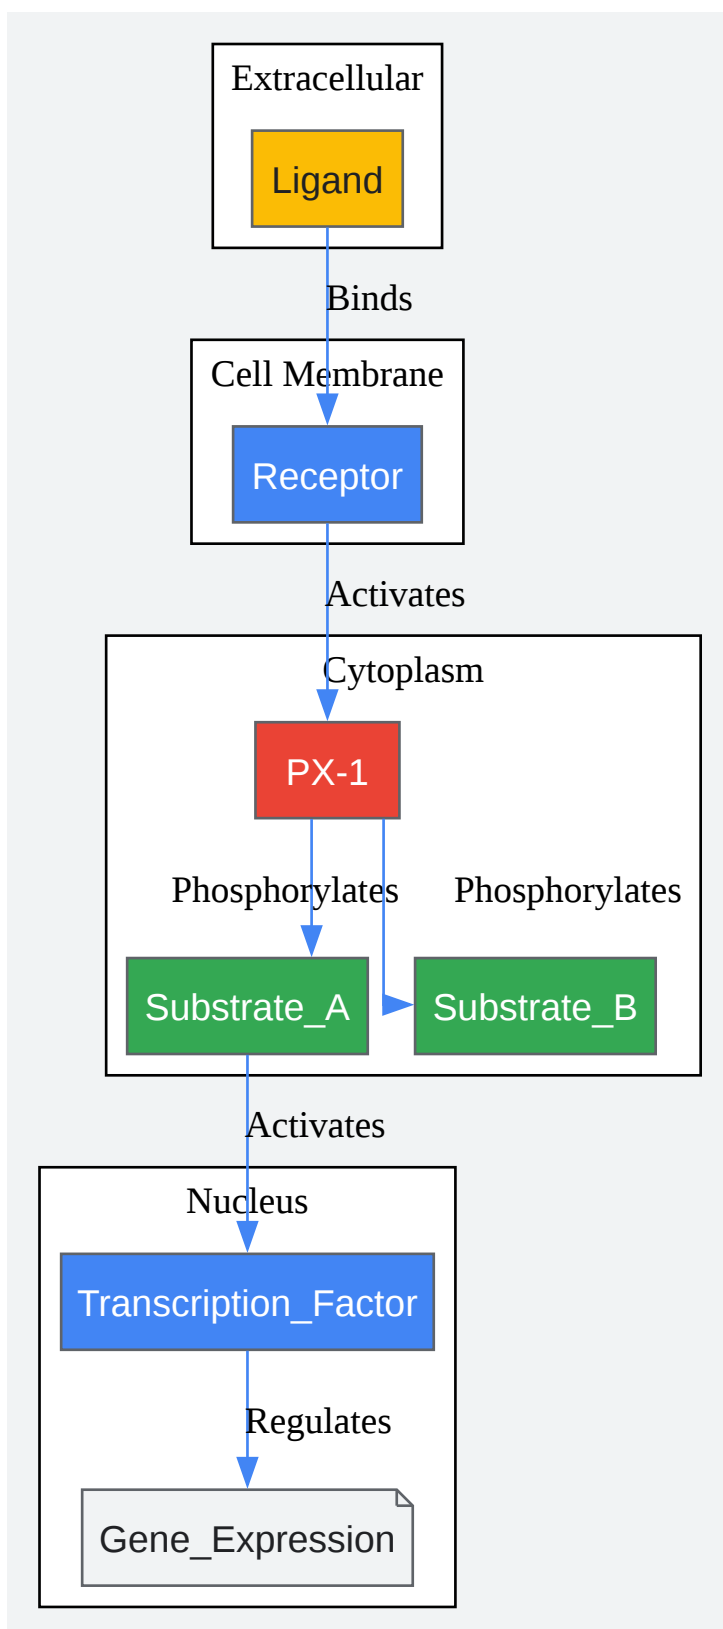 Extracellular
Ligand
Binds
Cell Membrane
Receptor
Activates
Cytoplasm
PX-1
Phosphorylates
Phosphorylates
Substrate_A
Substrate_B
Activates
Nucleus
Transcription_Factor
Regulates
Gene_Expression